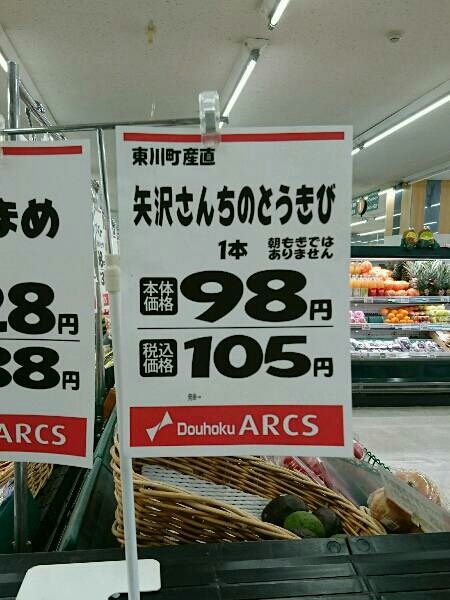 東川町産直
矢沢さんちのとうきび
1本 朝もぎでは
ありません
本体
価格 98円
税込
価格 105円
Douhoku ARCS
まめ
28円
38円
ARCS